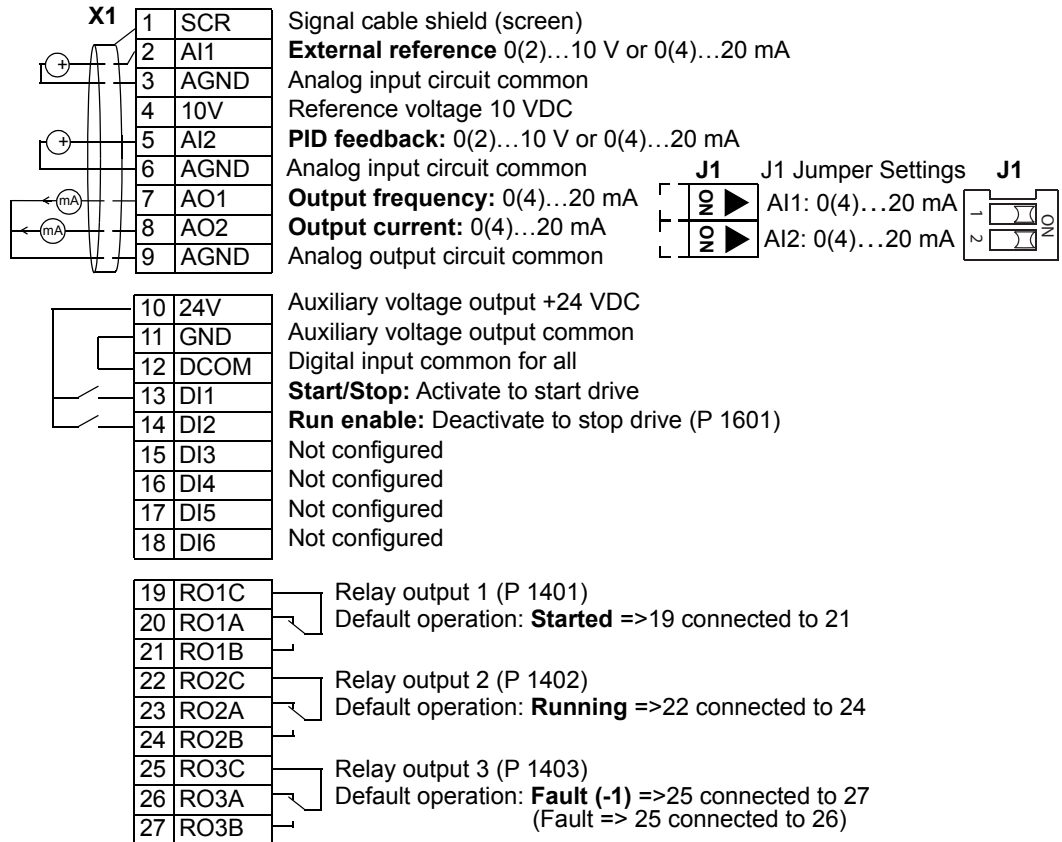 X1
1 SCR Signal cable shield (screen)
2 AI1 External reference 0(2)…10 V or 0(4)…20 mA
3 AGND Analog input circuit common
4 10V Reference voltage 10 VDC
5 AI2 PID feedback: 0(2)…10 V or 0(4)…20 mA
6 AGND Analog input circuit common
7 AO1 Output frequency: 0(4)…20 mA
8 AO2 Output current: 0(4)…20 mA
9 AGND Analog output circuit common
+
+
mA
mA
J1 J1 Jumper Settings J1
ON AI1: 0(4)…20 mA
ON AI2: 0(4)…20 mA
1
2
ON
10 24V Auxiliary voltage output +24 VDC
11 GND Auxiliary voltage output common
12 DCOM Digital input common for all
13 DI1 Start/Stop: Activate to start drive
14 DI2 Run enable: Deactivate to stop drive (P 1601)
15 DI3 Not configured
16 DI4 Not configured
17 DI5 Not configured
18 DI6 Not configured
19 RO1C Relay output 1 (P 1401)
20 RO1A Default operation: Started =>19 connected to 21
21 RO1B
22 RO2C Relay output 2 (P 1402)
23 RO2A Default operation: Running =>22 connected to 24
24 RO2B
25 RO3C Relay output 3 (P 1403)
26 RO3A Default operation: Fault (-1) =>25 connected to 27
27 RO3B (Fault => 25 connected to 26)